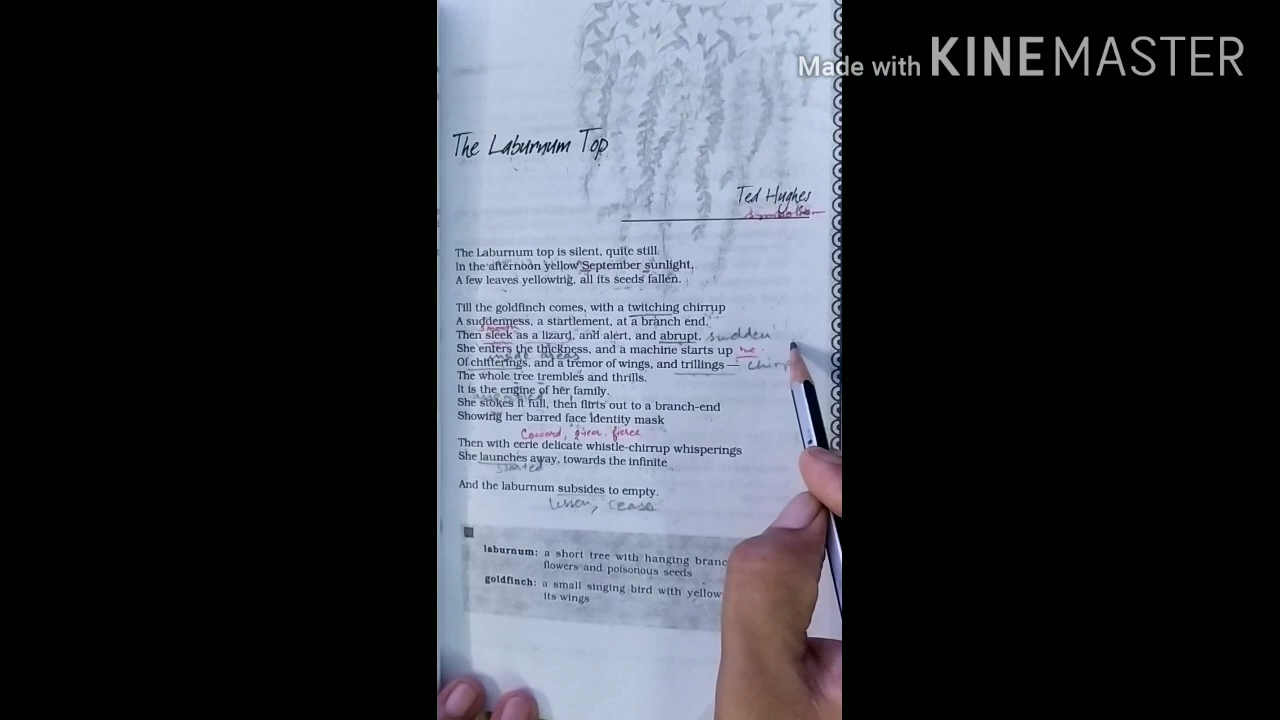 Made with KINEMASTER
The Laburnum Top
Ted Hughes
The Laburnum top is silent, quite still
In the afternoon yellow September sunlight,
A few leaves yellowing, all its seeds fallen.
Till the goldfinch comes, with a twitching chirrup
A suddenness, a startlement, at a branch end.
smooth
Then sleek as a lizard, and alert, and abrupt, sudden
She enters the thickness, and a machine starts up
Of chitterings, and a tremor of wings, and trillings —
The whole tree trembles and thrills.
It is the engine of her family.
She stokes it full, then flirts out to a branch-end
Showing her barred face identity mask
fierce
Then with eerie delicate whistle-chirrup whisperings
She launches away, towards the infinite
started
And the laburnum subsides to empty.
lessen, cease
laburnum: a short tree with hanging branc
flowers and poisonous seeds
goldfinch: a small singing bird with yellow
its wings